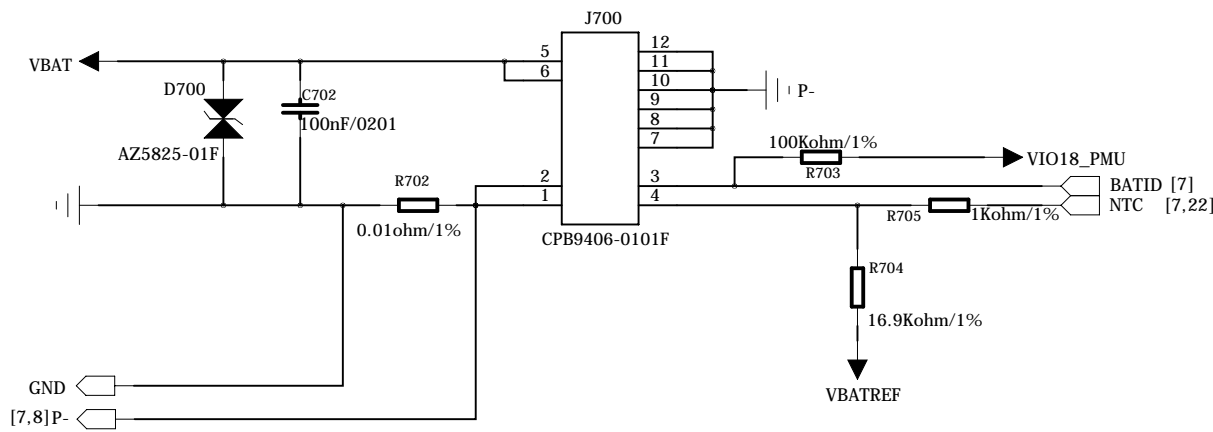 J700
VBAT
5
6
12
11
10
9
8
7
P-
D700
C702
100nF/0201
AZ5825-01F
100Kohm/1%
R703
VIO18_PMU
R702
2
1
3
4
BATID [7]
NTC [7,22]
R705
1Kohm/1%
0.01ohm/1%
CPB9406-0101F
R704
16.9Kohm/1%
VBATREF
GND
[7,8]P-